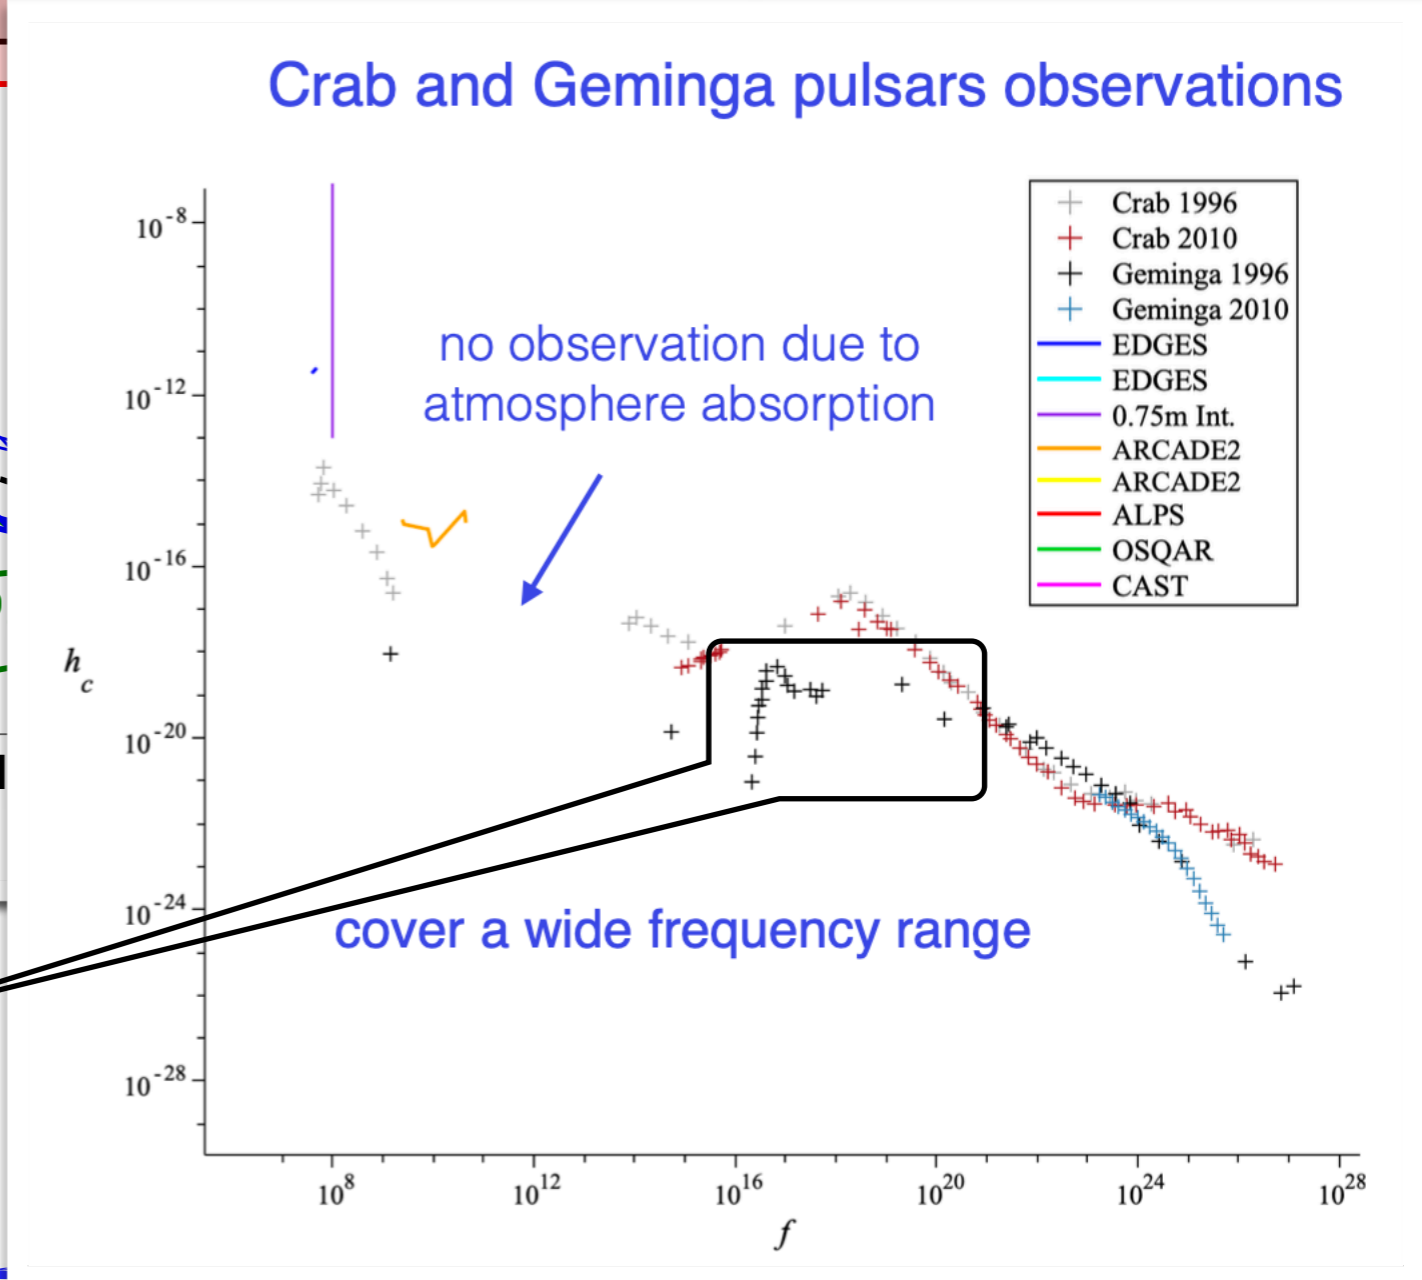 Crab and Geminga pulsars observations
10^-8
10^-12
10^-16
10^-20
10^-24
10^-28
h_c
no observation due to
atmosphere absorption
cover a wide frequency range
Crab 1996
Crab 2010
Geminga 1996
Geminga 2010
EDGES
EDGES
0.75m Int.
ARCADE2
ARCADE2
ALPS
OSQAR
CAST
10^8
10^12
10^16
10^20
10^24
10^28
f